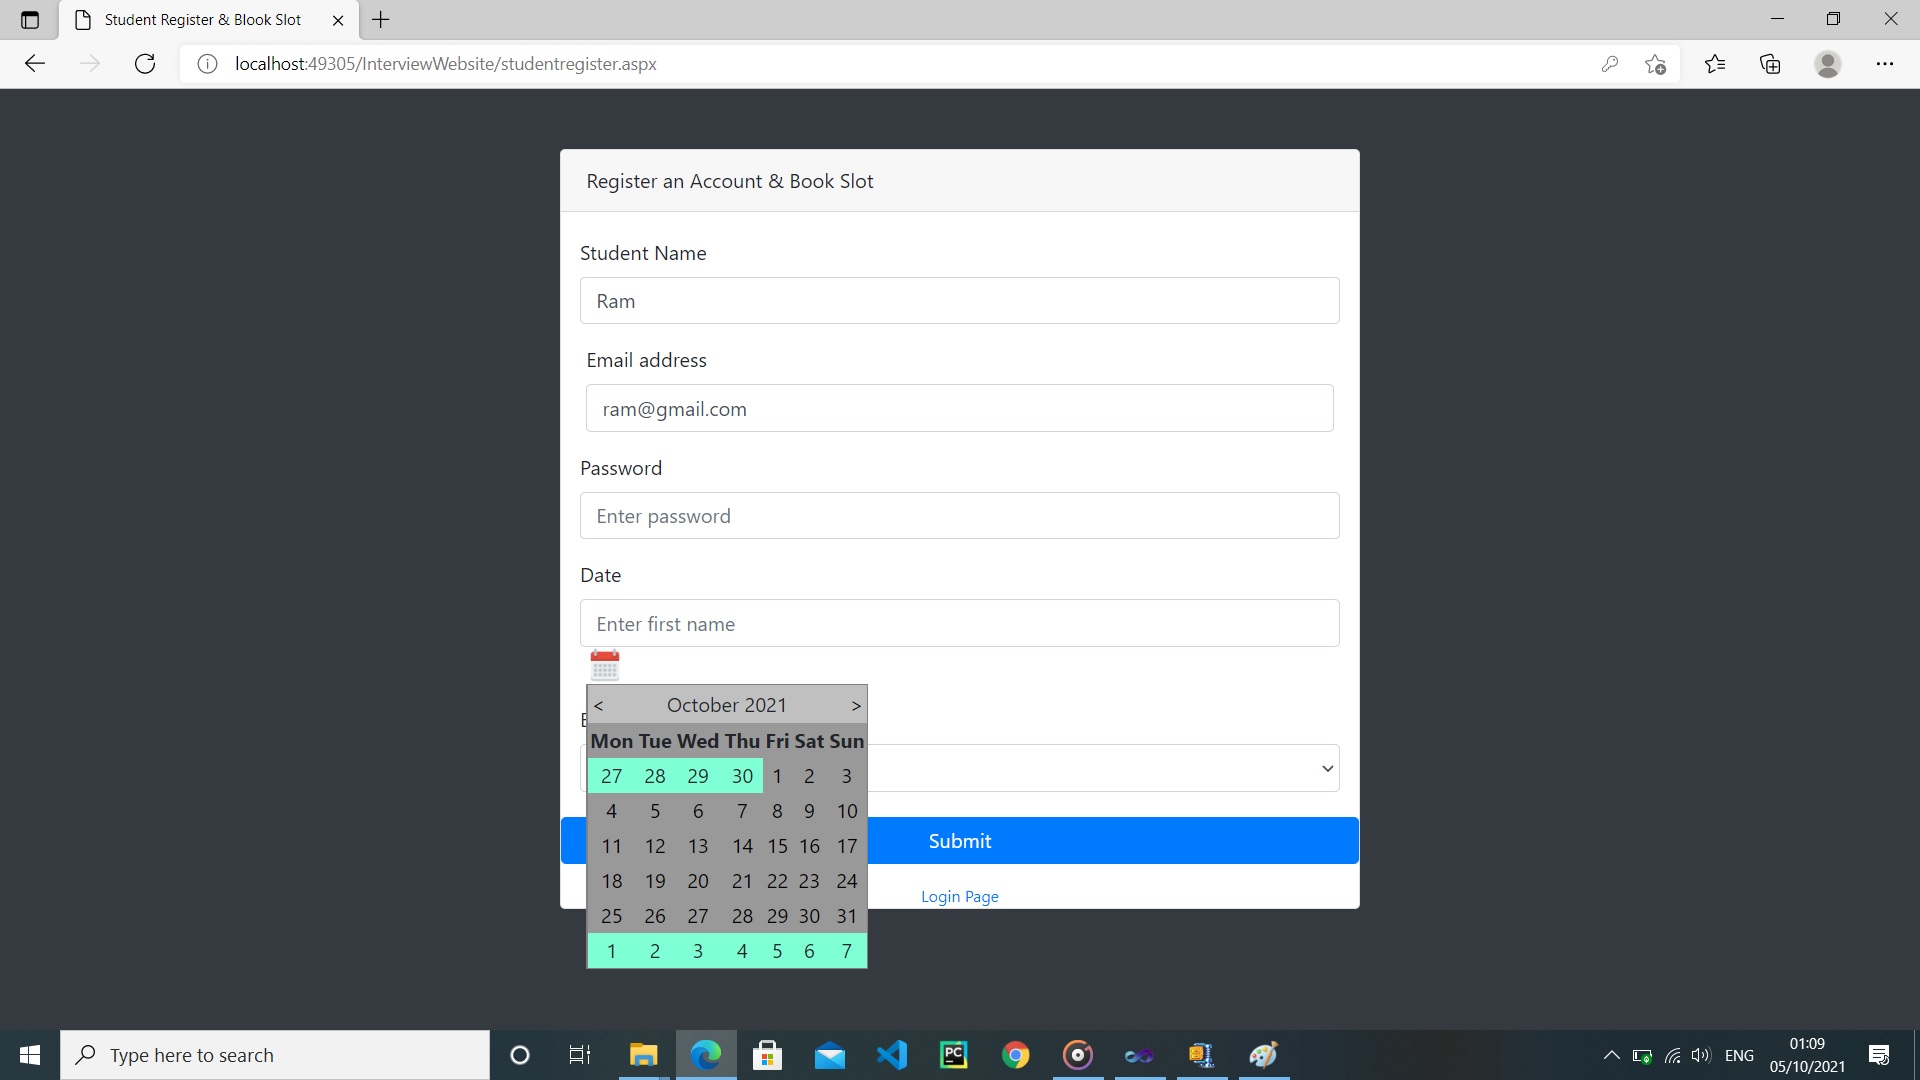 Student Register & Blook Slot
localhost:49305/InterviewWebsite/studentregister.aspx
Register an Account & Book Slot
Student Name
Ram
Email address
ram@gmail.com
Password
Enter password
Date
Enter first name
< October 2021 >
Mon Tue Wed Thu Fri Sat Sun
27 28 29 30 1 2 3
4 5 6 7 8 9 10
11 12 13 14 15 16 17
18 19 20 21 22 23 24
25 26 27 28 29 30 31
1 2 3 4 5 6 7
Submit
Login Page
Type here to search
PC
ENG
01:09
05/10/2021